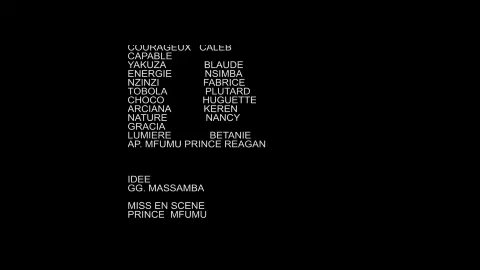 COURAGEUX CALEB
CAPABLE
YAKUZA BLAUDE
ENERGIE NSIMBA
NZINZI FABRICE
TOBOLA PLUTARD
CHOCO HUGUETTE
ARCIANA KEREN
NATURE NANCY
GRACIA
LUMIERE BETANIE
AP. MFUMU PRINCE REAGAN
IDEE
GG. MASSAMBA
MISS EN SCENE
PRINCE MFUMU